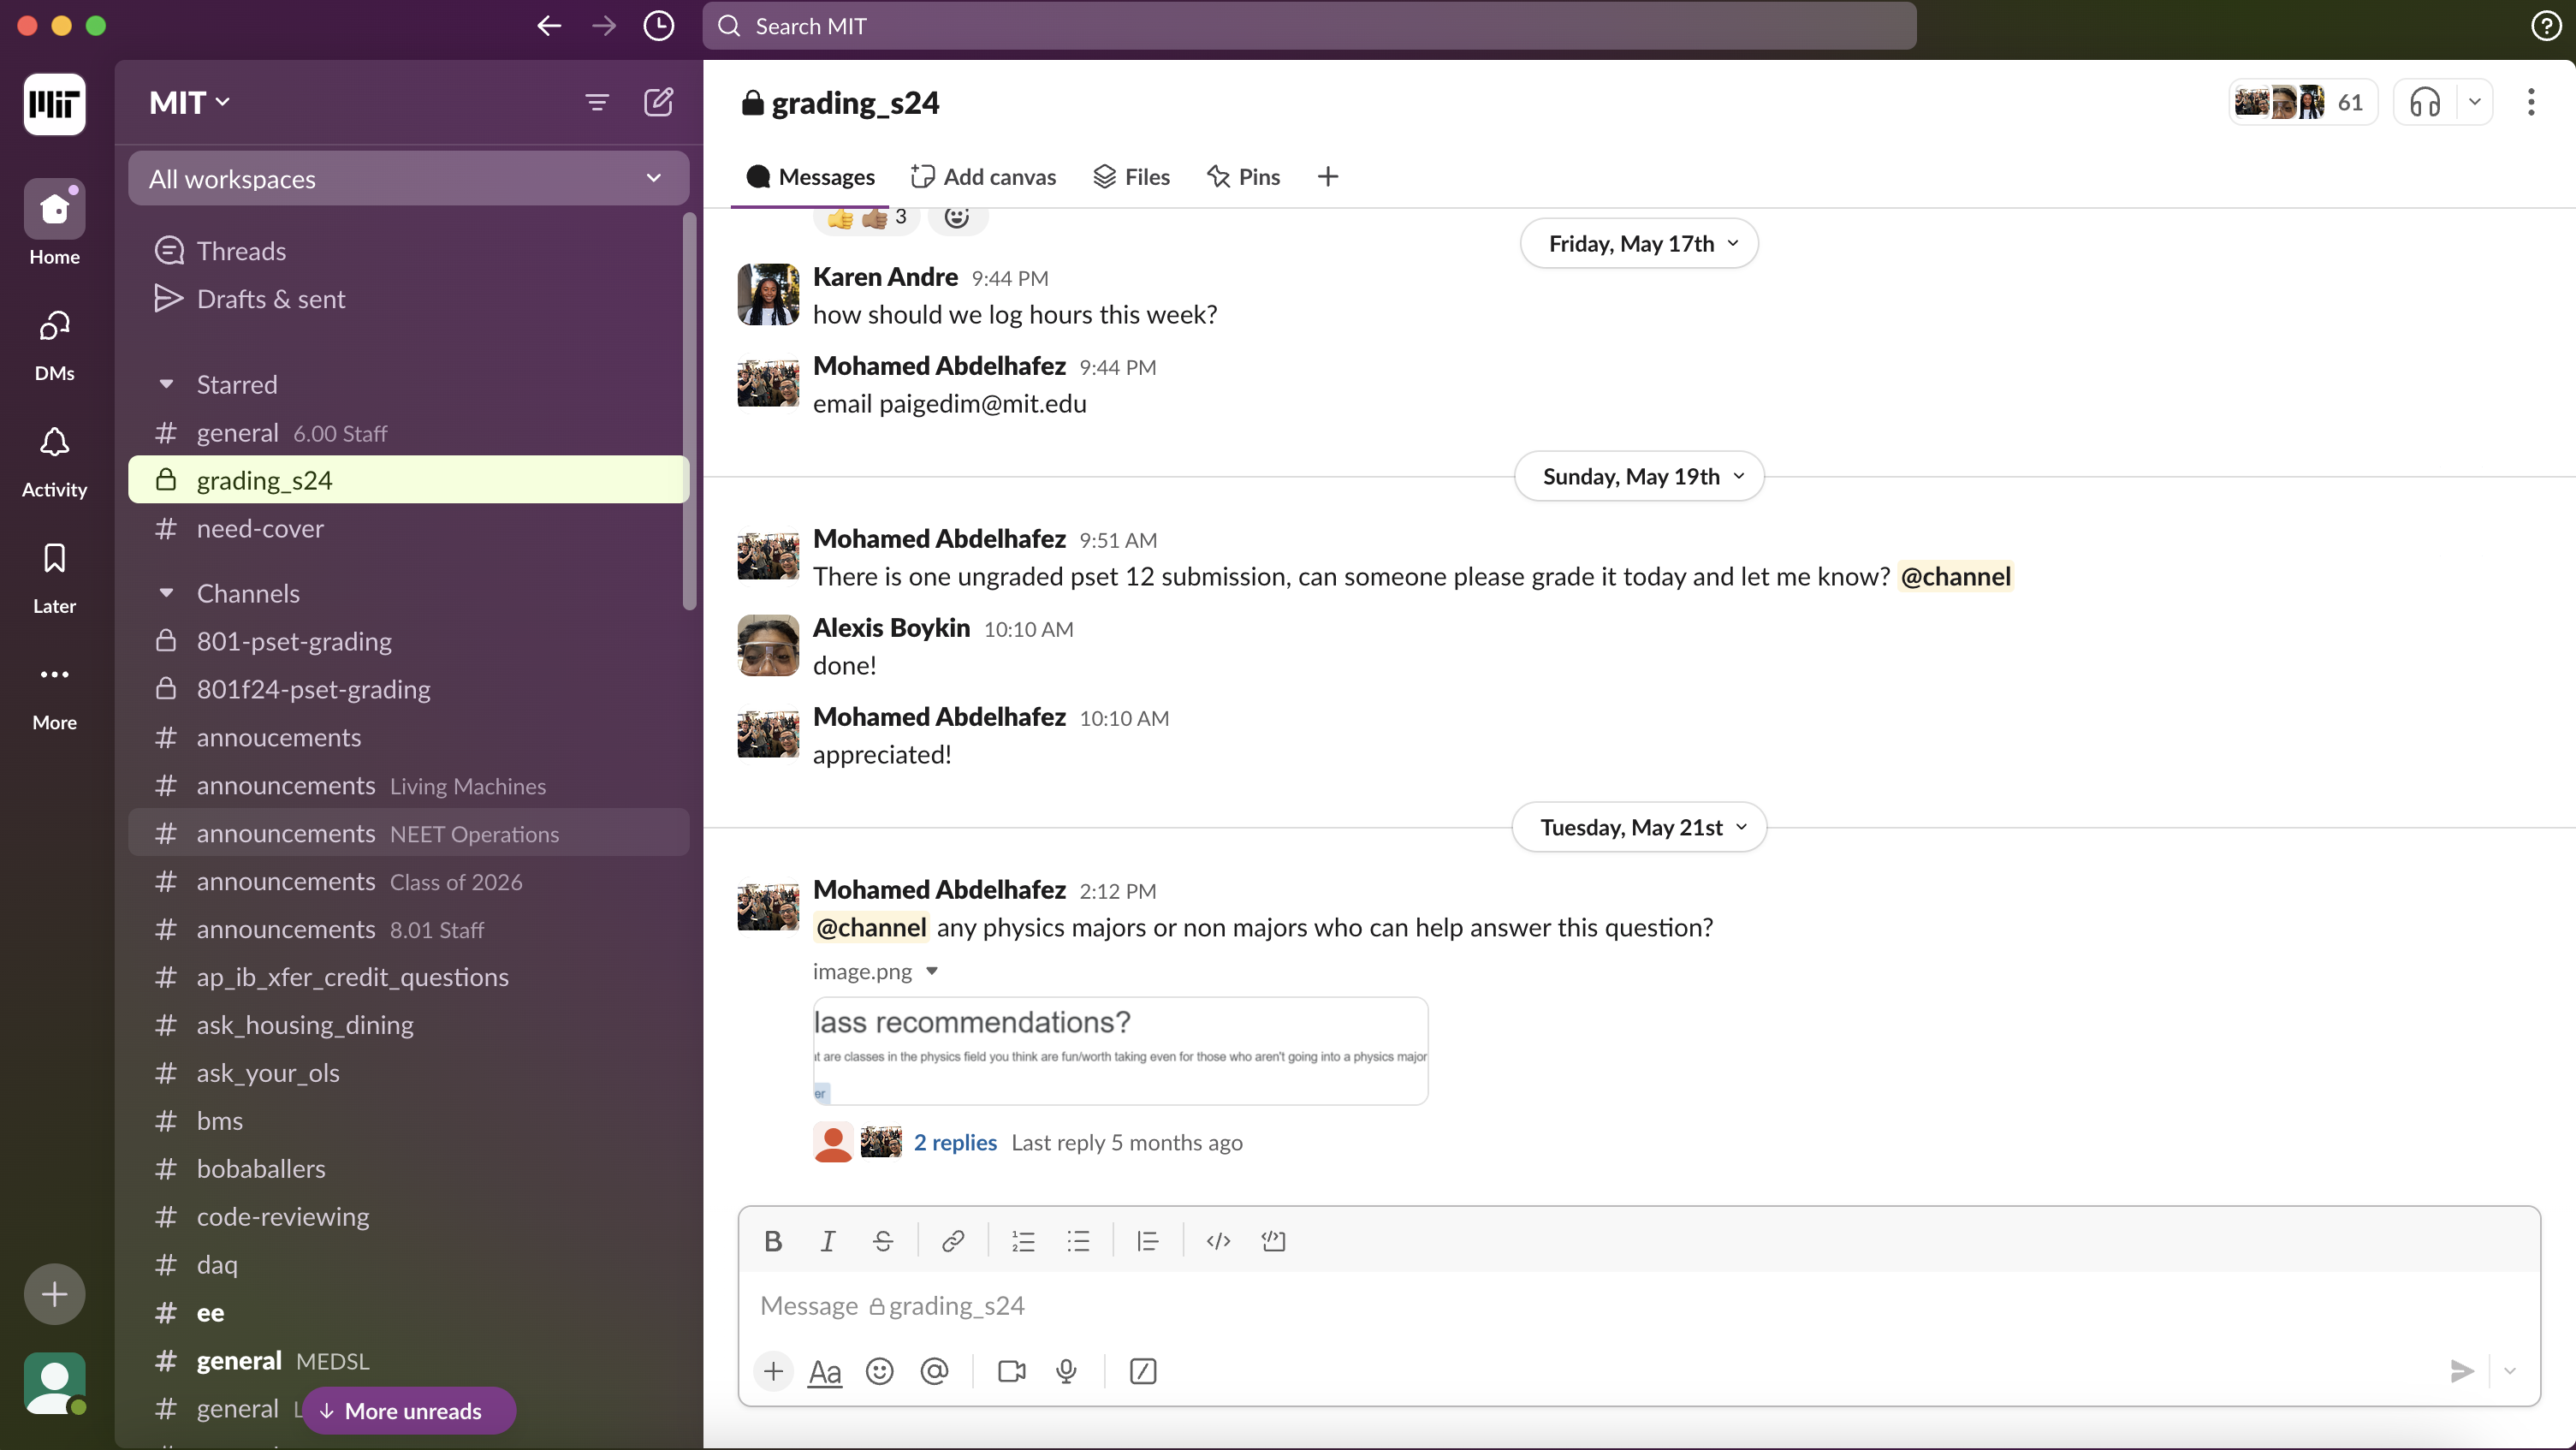 Search MIT
MIT
MIT
All workspaces
Home
Threads
Drafts & sent
DMs
Starred
# general 6.00 Staff
grading_s24
Activity
# need-cover
Later
Channels
801-pset-grading
801f24-pset-grading
More
# annoucements
# announcements Living Machines
# announcements NEET Operations
# announcements Class of 2026
# announcements 8.01 Staff
# ap_ib_xfer_credit_questions
# ask_housing_dining
# ask_your_ols
# bms
# bobaballers
# code-reviewing
# daq
# ee
# general MEDSL
# general L
More unreads
grading_s24
61
Messages
Add canvas
Files
Pins
3
Friday, May 17th
Karen Andre 9:44 PM
how should we log hours this week?
Mohamed Abdelhafez 9:44 PM
email paigedim@mit.edu
Sunday, May 19th
Mohamed Abdelhafez 9:51 AM
There is one ungraded pset 12 submission, can someone please grade it today and let me know? @channel
Alexis Boykin 10:10 AM
done!
Mohamed Abdelhafez 10:10 AM
appreciated!
Tuesday, May 21st
Mohamed Abdelhafez 2:12 PM
@channel any physics majors or non majors who can help answer this question?
image.png
lass recommendations?
t are classes in the physics field you think are fun/worth taking even for those who aren't going into a physics major
er
2 replies Last reply 5 months ago
B I S
Message grading_s24
Aa